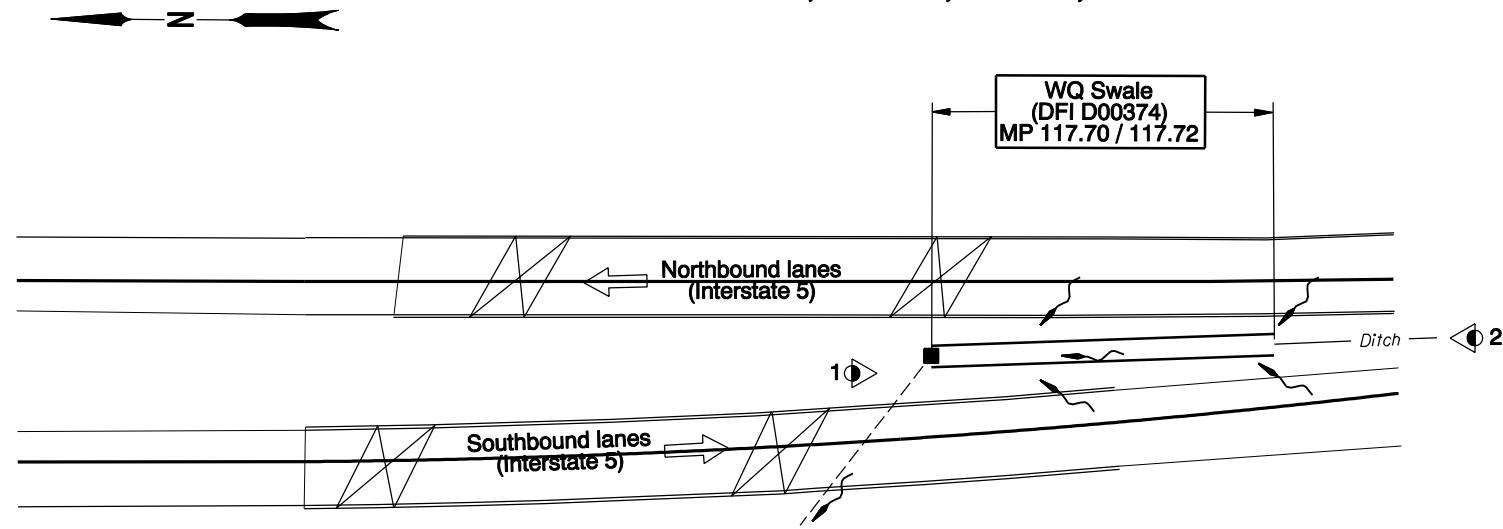 N
WQ Swale
(DFI D00374)
MP 117.70 / 117.72
Northbound lanes
(Interstate 5)
Ditch
2
1
Southbound lanes
(Interstate 5)